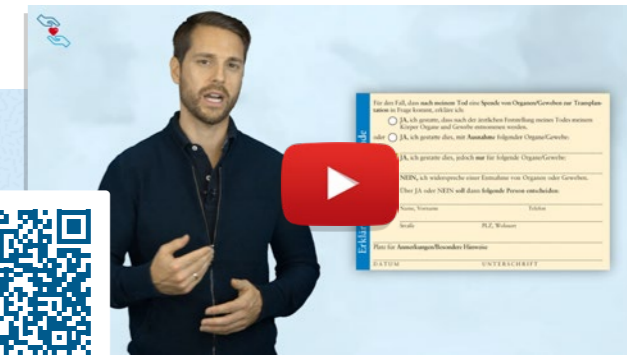 Für den Fall, dass nach meinem Tod eine Spende von Organen/Geweben zur Transplan-
tation in Frage kommt, erkläre ich:
JA, ich gestatte, dass nach der ärztlichen Feststellung meines Todes meinem
Körper Organe und Gewebe entnommen werden.
oder JA, ich gestatte dies, mit Ausnahme folgender Organe/Gewebe:
JA, ich gestatte dies, jedoch nur für folgende Organe/Gewebe:
NEIN, ich widerspreche einer Entnahme von Organen oder Geweben.
Über JA oder NEIN soll dann folgende Person entscheiden:
Name, Vorname Telefon
Straße PLZ, Wohnort
Platz für Anmerkungen/Besondere Hinweise
DATUM UNTERSCHRIFT